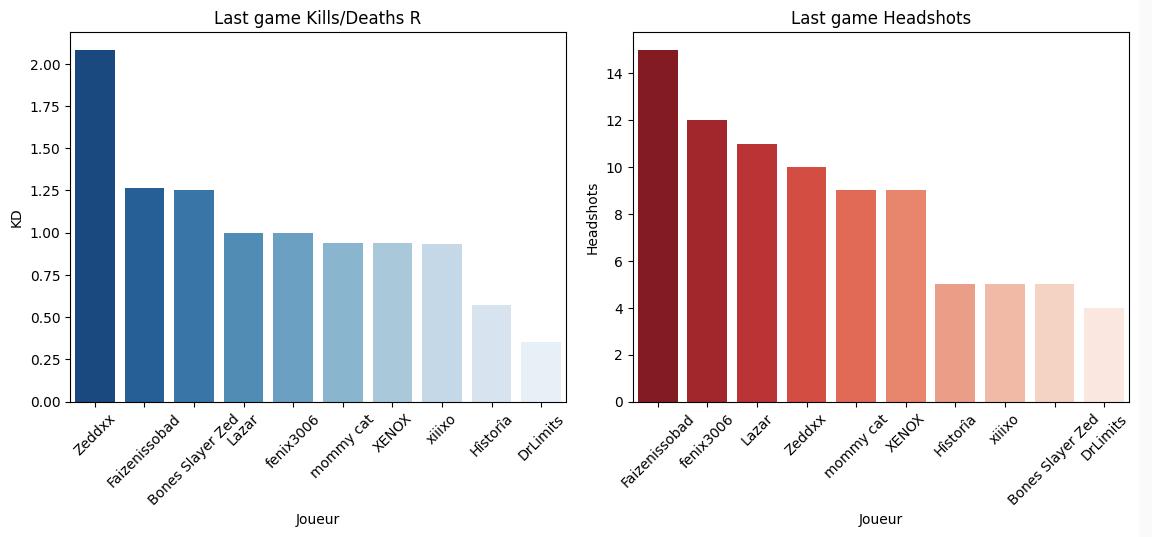 Last game Kills/Deaths R
2.00
1.75
1.50
1.25
1.00
0.75
0.50
0.25
0.00
KD
Zeddxx
Faizenissobad
Bones Slayer Zed
Lazar
fenix3006
mommy cat
XENOX
xiiixo
Hîstorîa
DrLimits
Joueur
Last game Headshots
14
12
10
8
6
4
2
0
Headshots
Faizenissobad
fenix3006
Lazar
Zeddxx
mommy cat
XENOX
Hîstorîa
xiiixo
Bones Slayer Zed
DrLimits
Joueur